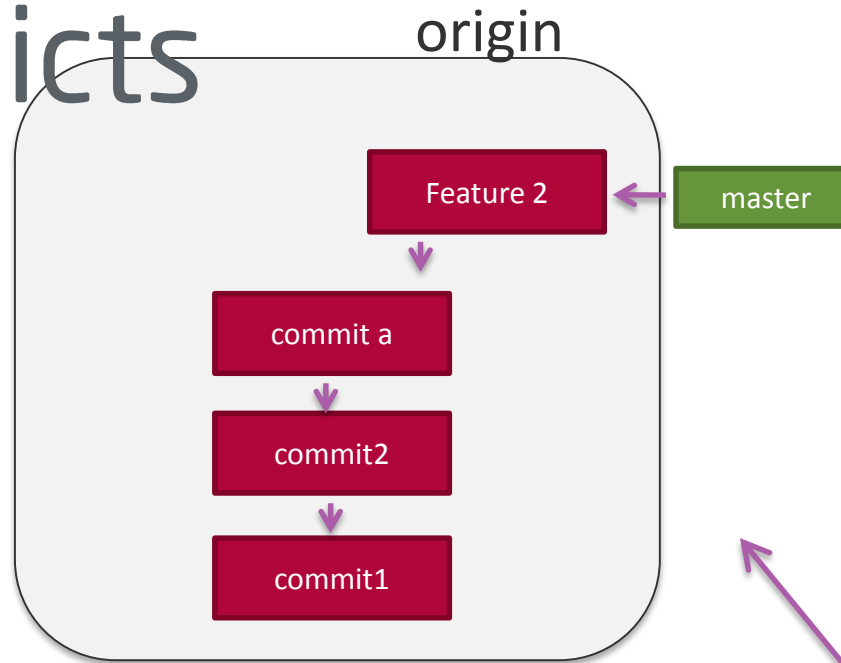 icts
origin
Feature 2
master
commit a
commit2
commit1